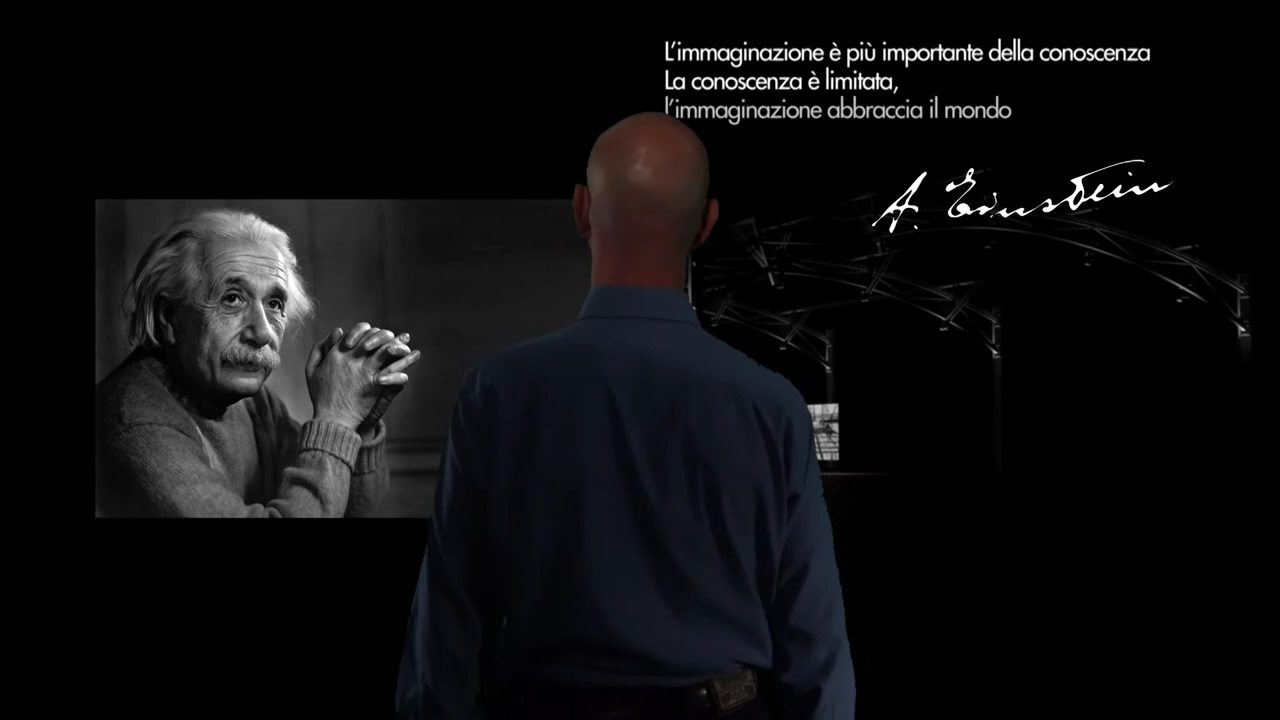 L'immaginazione è più importante della conoscenza
La conoscenza è limitata,
l'immaginazione abbraccia il mondo
A. Einstein